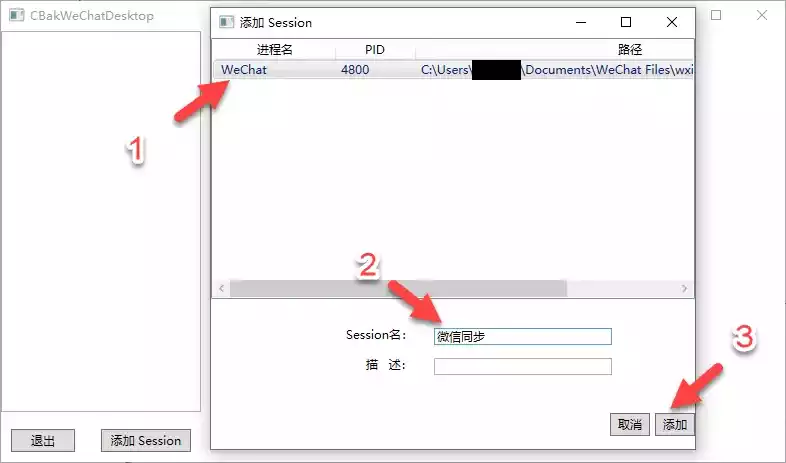 CBakWeChatDesktop
添加 Session
进程名 PID 路径
WeChat 4800 C:\Users\ \Documents\WeChat Files\wxi
1
2
Session名: 微信同步
3
描 述:
取消 添加
退出 添加 Session